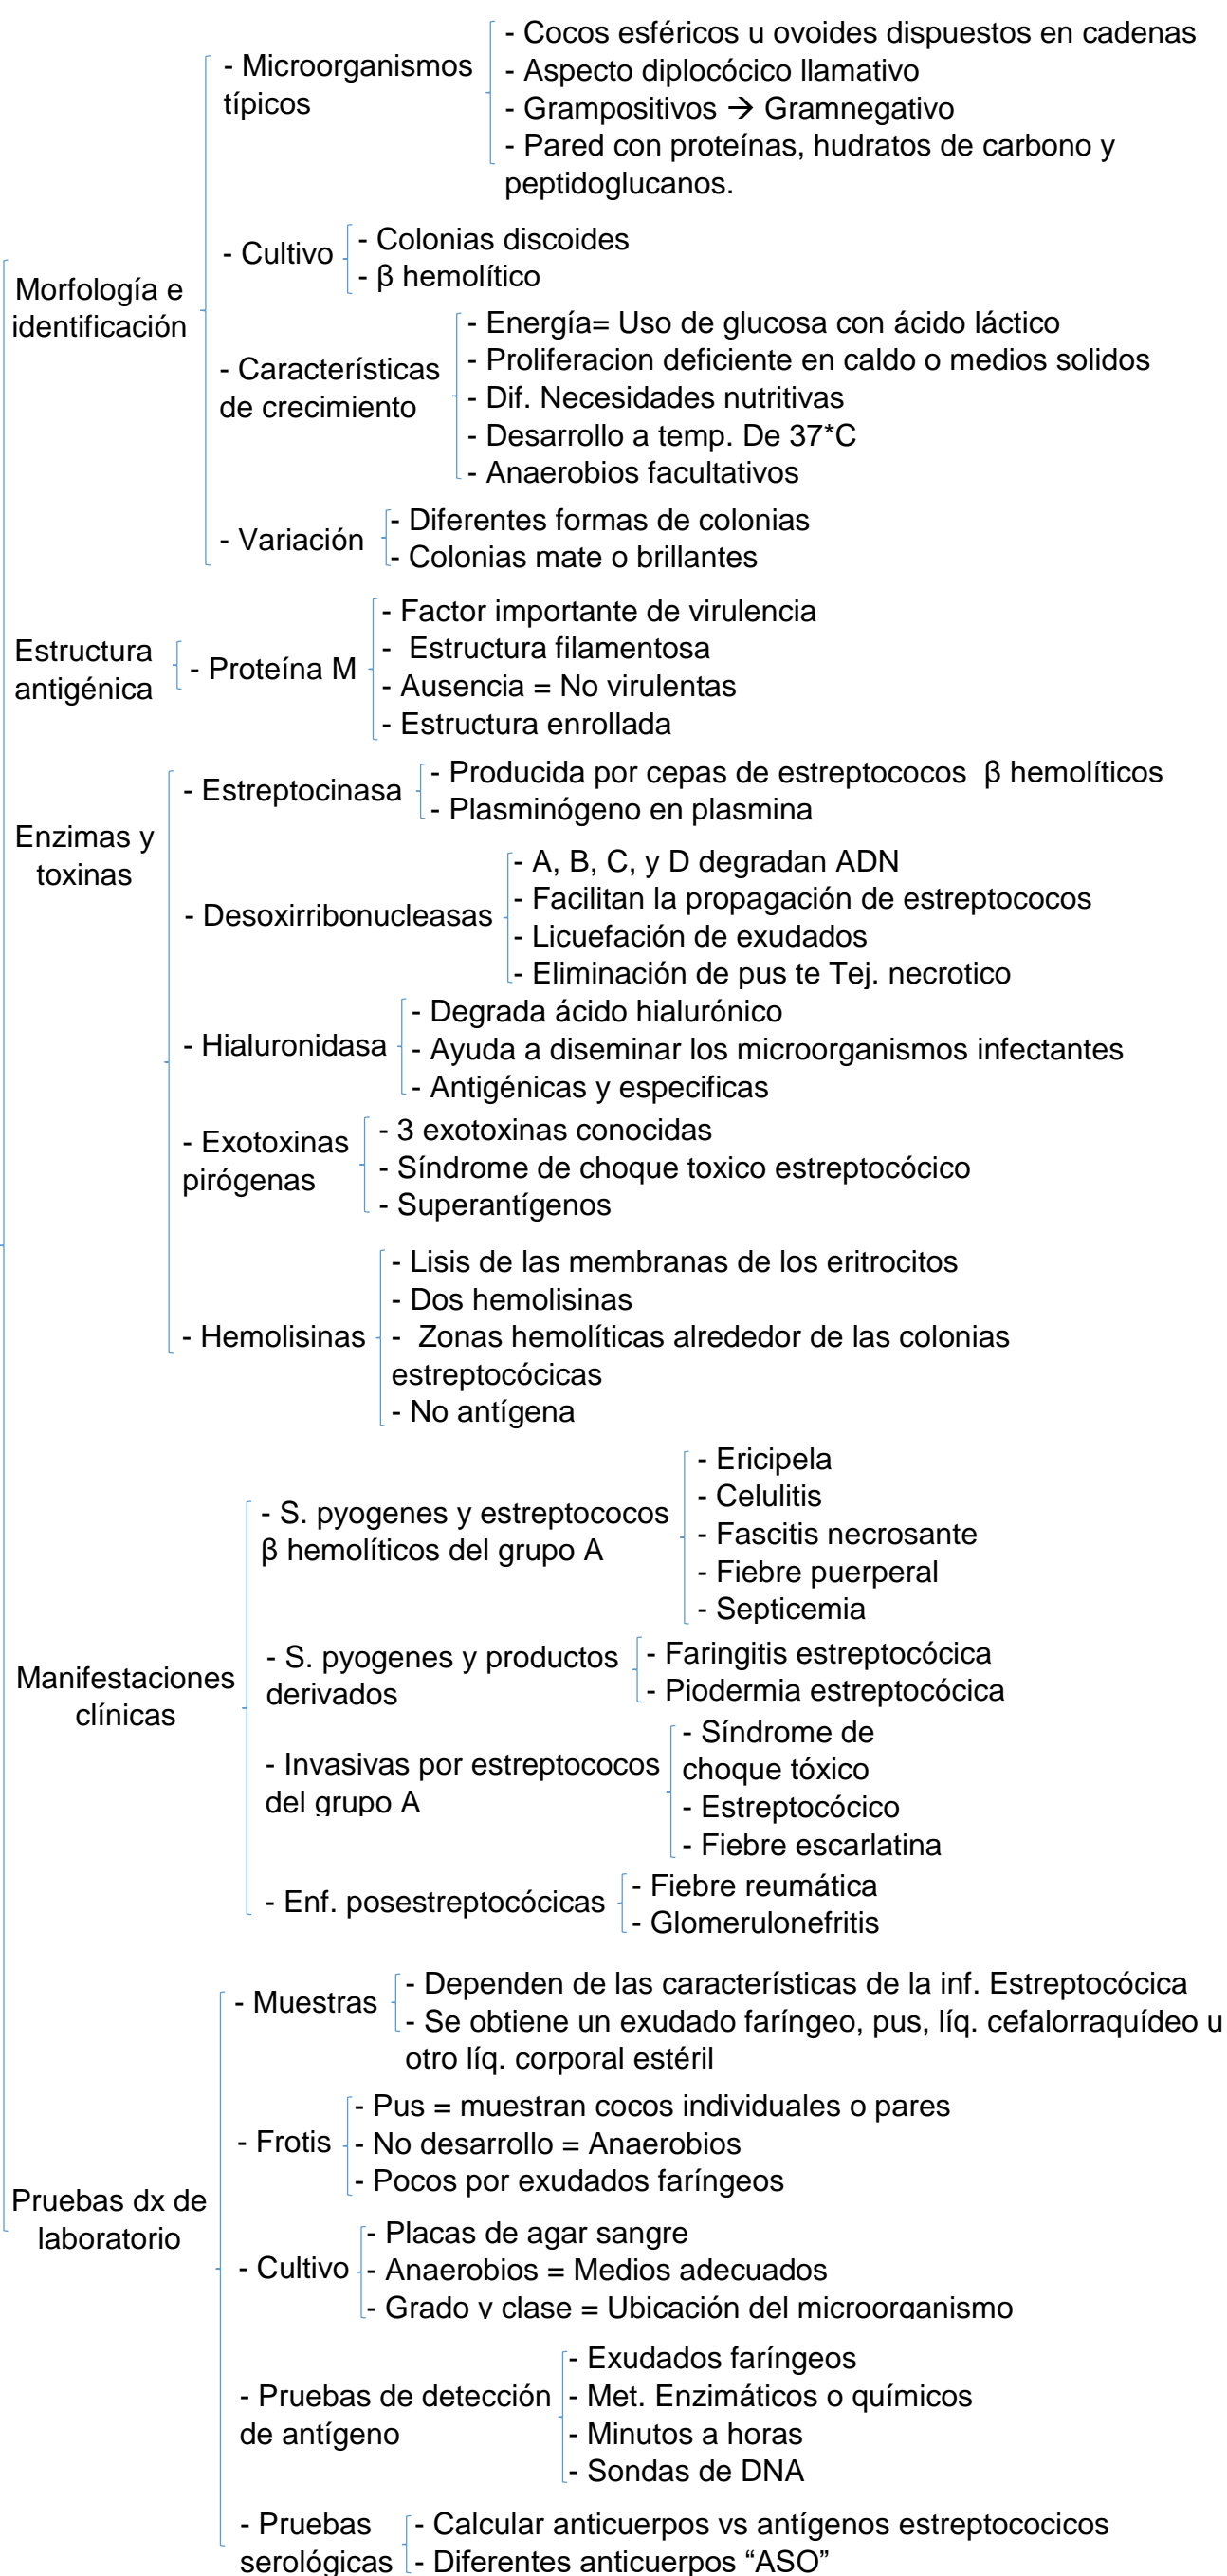 Morfología e
identificación
- Microorganismos
típicos
- Cocos esféricos u ovoides dispuestos en cadenas
- Aspecto diplocócico llamativo
- Grampositivos → Gramnegativo
- Pared con proteínas, hudratos de carbono y
peptidoglucanos.
- Cultivo
- Colonias discoides
- β hemolítico
- Características
de crecimiento
- Energía= Uso de glucosa con ácido láctico
- Proliferacion deficiente en caldo o medios solidos
- Dif. Necesidades nutritivas
- Desarrollo a temp. De 37*C
- Anaerobios facultativos
- Variación
- Diferentes formas de colonias
- Colonias mate o brillantes
Estructura
antigénica
- Proteína M
- Factor importante de virulencia
- Estructura filamentosa
- Ausencia = No virulentas
- Estructura enrollada
Enzimas y
toxinas
- Estreptocinasa
- Producida por cepas de estreptococos β hemolíticos
- Plasminógeno en plasmina
- Desoxirribonucleasas
- A, B, C, y D degradan ADN
- Facilitan la propagación de estreptococos
- Licuefación de exudados
- Eliminación de pus te Tej. necrotico
- Hialuronidasa
- Degrada ácido hialurónico
- Ayuda a diseminar los microorganismos infectantes
- Antigénicas y especificas
- Exotoxinas
pirógenas
- 3 exotoxinas conocidas
- Síndrome de choque toxico estreptocócico
- Superantígenos
- Hemolisinas
- Lisis de las membranas de los eritrocitos
- Dos hemolisinas
- Zonas hemolíticas alrededor de las colonias
estreptocócicas
- No antígena
Manifestaciones
clínicas
- S. pyogenes y estreptococos
β hemolíticos del grupo A
- Ericipela
- Celulitis
- Fascitis necrosante
- Fiebre puerperal
- Septicemia
- S. pyogenes y productos
derivados
- Faringitis estreptocócica
- Piodermia estreptocócica
- Invasivas por estreptococos
del grupo A
- Síndrome de
choque tóxico
- Estreptocócico
- Fiebre escarlatina
- Enf. posestreptocócicas
- Fiebre reumática
- Glomerulonefritis
Pruebas dx de
laboratorio
- Muestras
- Dependen de las características de la inf. Estreptocócica
- Se obtiene un exudado faríngeo, pus, líq. cefalorraquídeo u
otro líq. corporal estéril
- Frotis
- Pus = muestran cocos individuales o pares
- No desarrollo = Anaerobios
- Pocos por exudados faríngeos
- Cultivo
- Placas de agar sangre
- Anaerobios = Medios adecuados
- Grado y clase = Ubicación del microorganismo
- Pruebas de detección
de antígeno
- Exudados faríngeos
- Met. Enzimáticos o químicos
- Minutos a horas
- Sondas de DNA
- Pruebas
serológicas
- Calcular anticuerpos vs antígenos estreptococicos
- Diferentes anticuerpos “ASO”